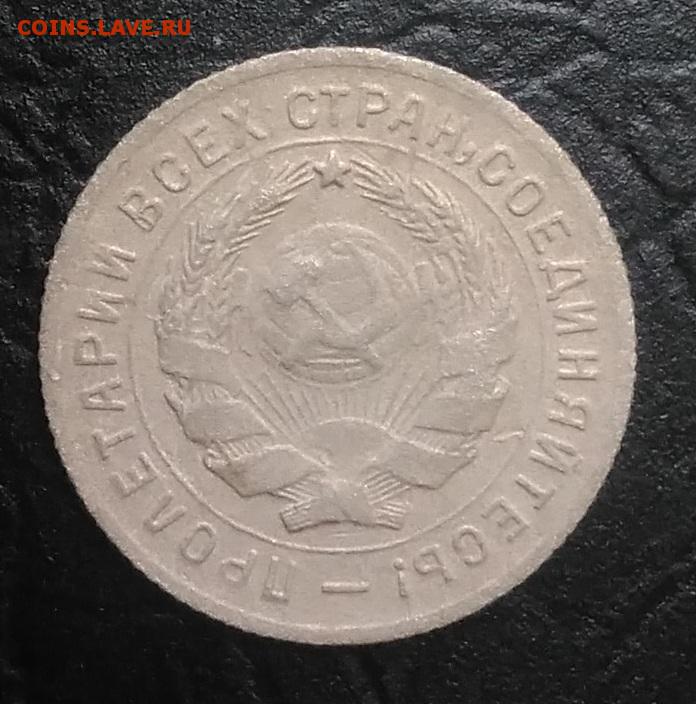 COINS.LAVE.RU
ПРОЛЕТАРИИ ВСЕХ СТРАН, СОЕДИНЯЙТЕСЬ! —